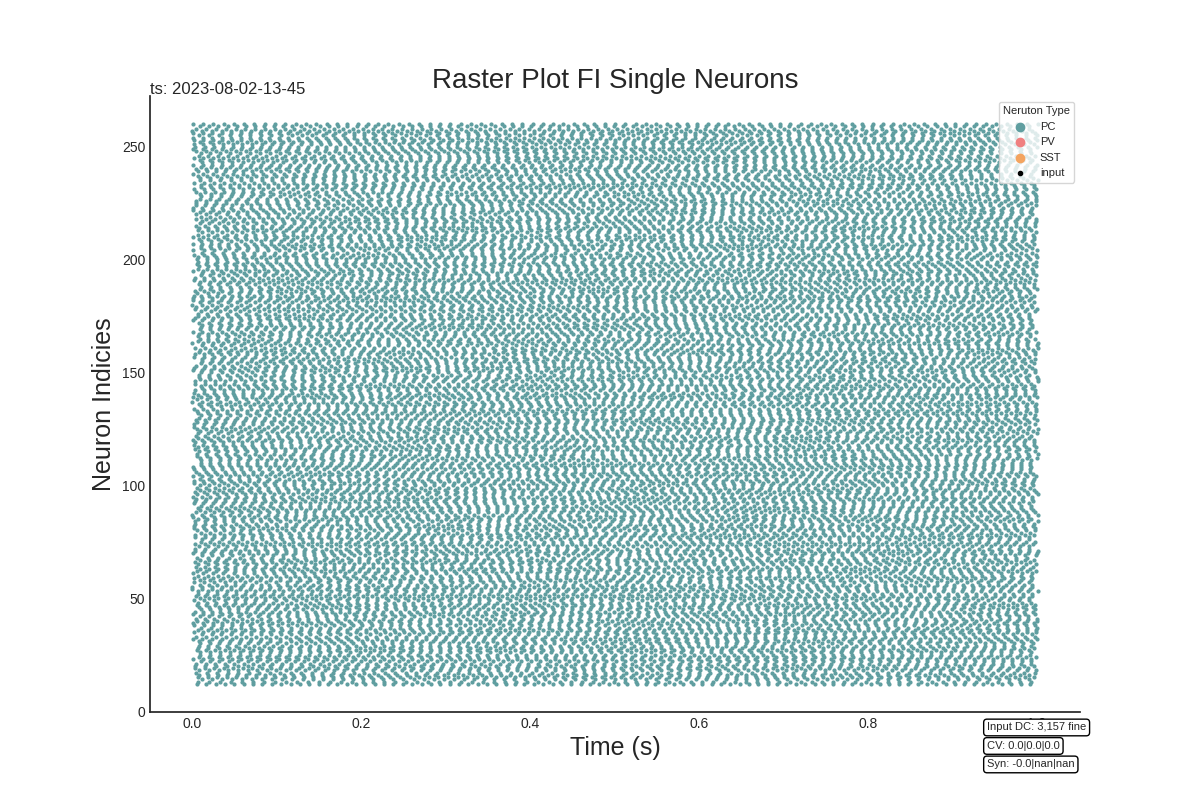 Raster Plot FI Single Neurons
ts: 2023-08-02-13-45
Neruton Type
PC
PV
SST
input
Neuron Indicies
250
200
150
100
50
0
0.0 0.2 0.4 0.6 0.8
Time (s)
Input DC: 3,157 fine
CV: 0.0|0.0|0.0
Syn: -0.0|nan|nan